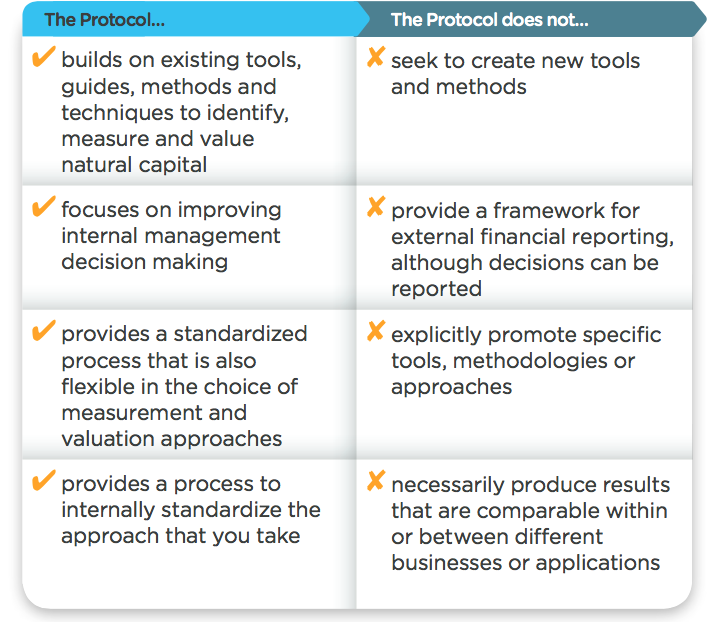 The Protocol...
The Protocol does not...
✔ builds on existing tools,
guides, methods and
techniques to identify,
measure and value
natural capital
✘ seek to create new tools
and methods
✔ focuses on improving
internal management
decision making
✘ provide a framework for
external financial reporting,
although decisions can be
reported
✔ provides a standardized
process that is also
flexible in the choice of
measurement and
valuation approaches
✘ explicitly promote specific
tools, methodologies or
approaches
✔ provides a process to
internally standardize the
approach that you take
✘ necessarily produce results
that are comparable within
or between different
businesses or applications